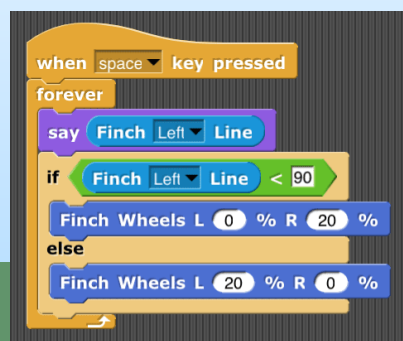 when space key pressed
forever
say Finch Left Line
if Finch Left Line < 90
Finch Wheels L 0 % R 20 %
else
Finch Wheels L 20 % R 0 %